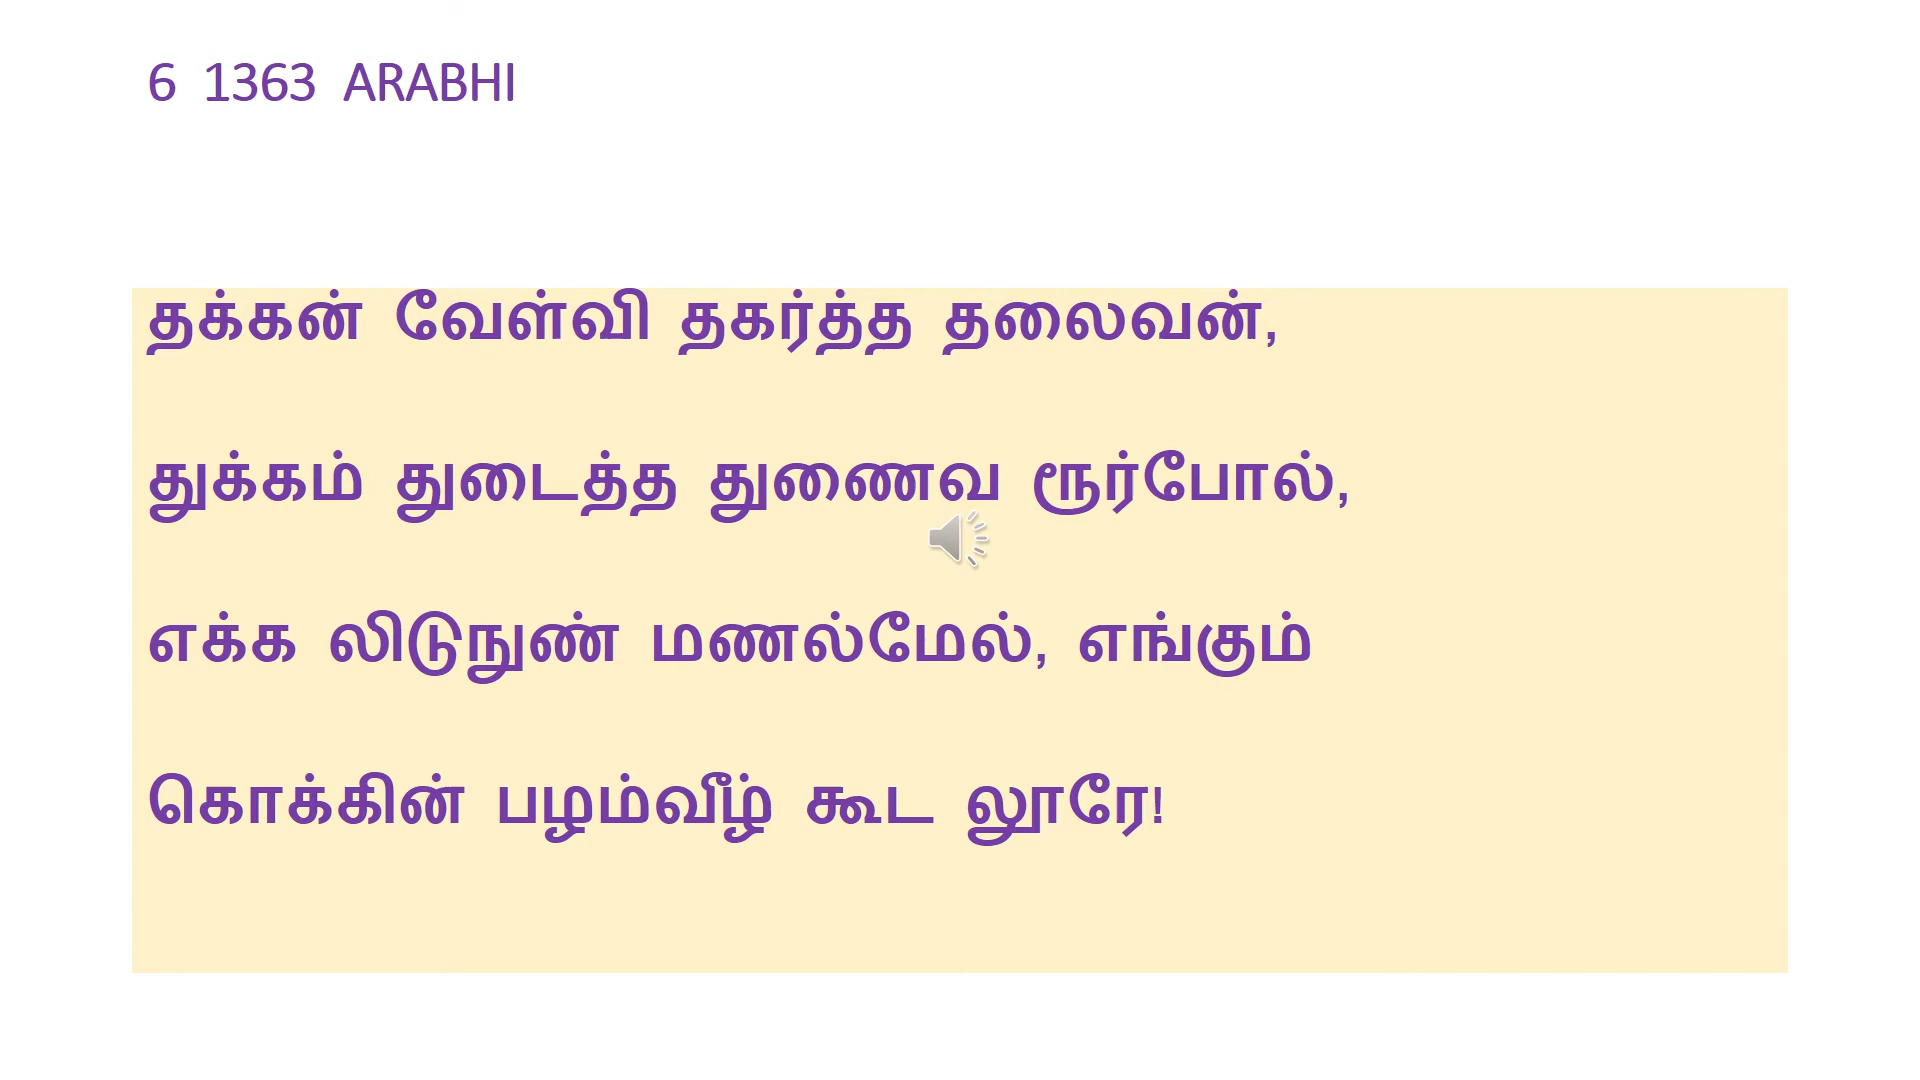 6 1363 ARABHI
தக்கன் வேள்வி தகர்த்த தலைவன்,
துக்கம் துடைத்த துணைவ ரூர்போல்,
எக்க லிடுநுண் மணல்மேல், எங்கும்
கொக்கின் பழம்வீழ் கூட லூரே!